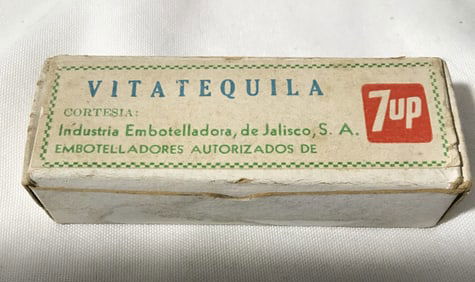 VITATEQUILA
CORTESIA:
Industria Embotelladora, de Jalisco, S. A.
EMBOTELLADORES AUTORIZADOS DE
7up